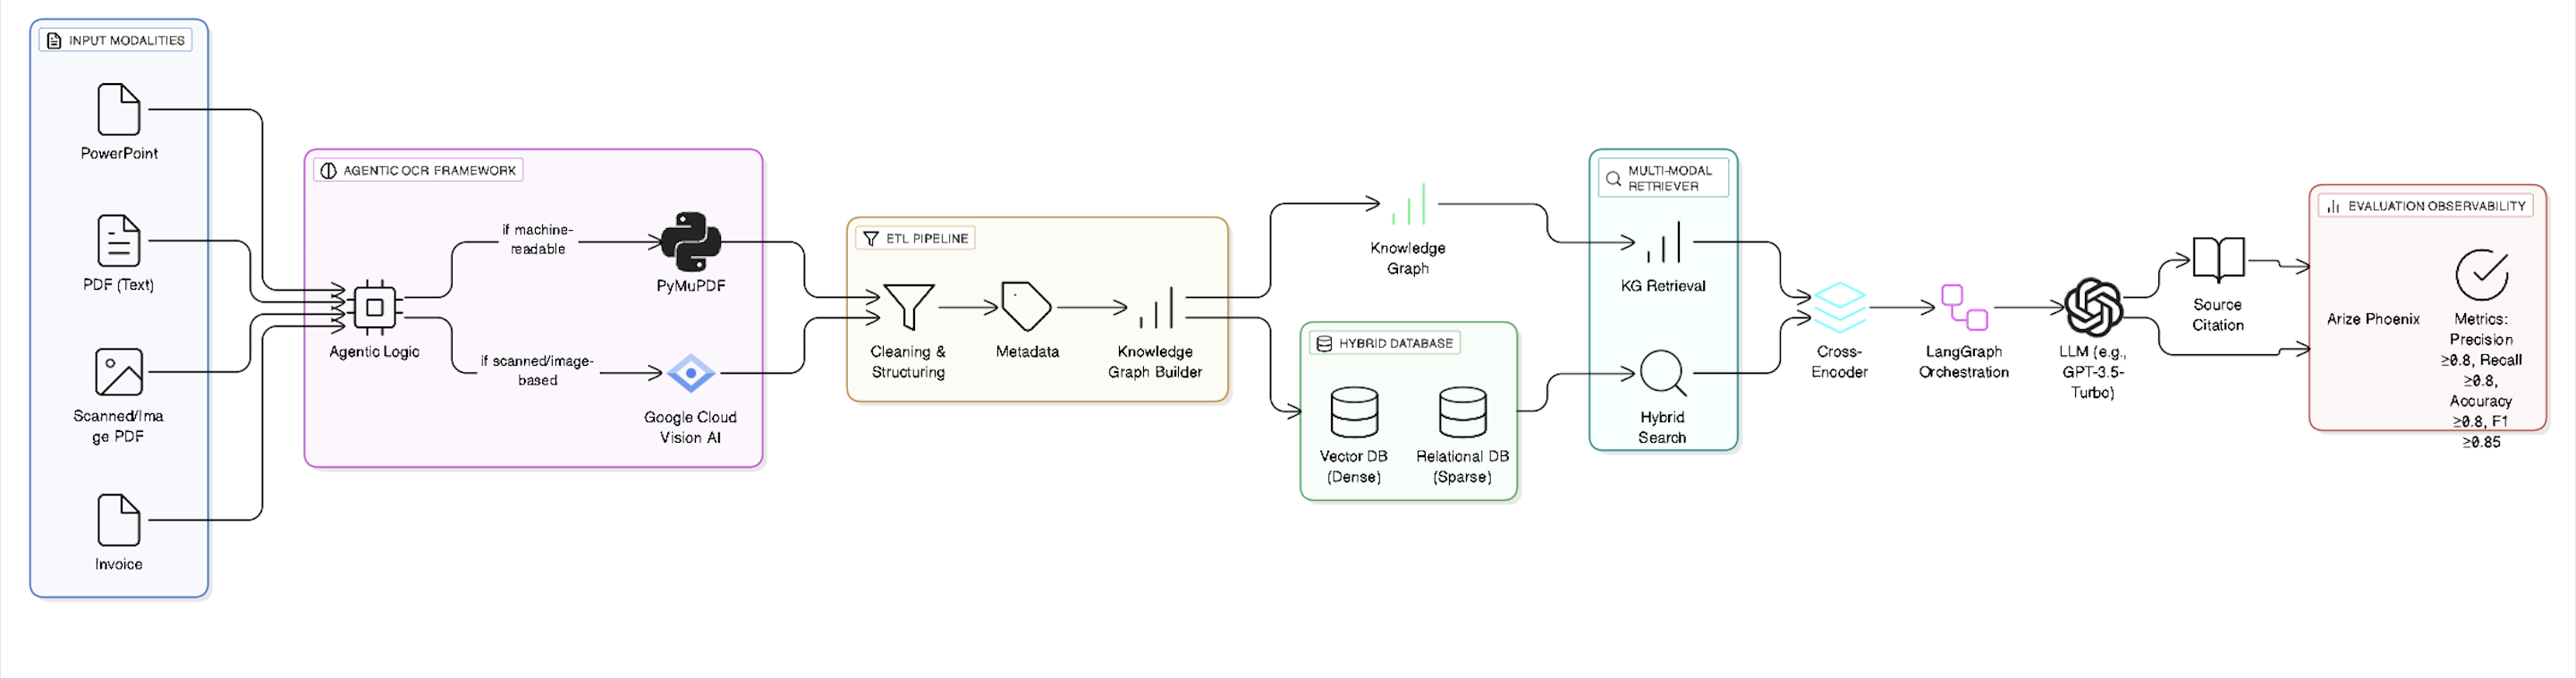 INPUT MODALITIES
PowerPoint
PDF (Text)
Scanned/Ima
ge PDF
Invoice
AGENTIC OCR FRAMEWORK
Agentic Logic
if machine-
readable
if scanned/image-
based
PyMuPDF
Google Cloud
Vision AI
ETL PIPELINE
Cleaning &
Structuring
Metadata
Knowledge
Graph Builder
Knowledge
Graph
HYBRID DATABASE
Vector DB
(Dense)
Relational DB
(Sparse)
MULTI-MODAL
RETRIEVER
KG Retrieval
Hybrid
Search
Cross-
Encoder
LangGraph
Orchestration
LLM (e.g.,
GPT-3.5-
Turbo)
Source
Citation
EVALUATION OBSERVABILITY
Arize Phoenix
Metrics:
Precision
≥0.8, Recall
≥0.8,
Accuracy
≥0.8, F1
≥0.85